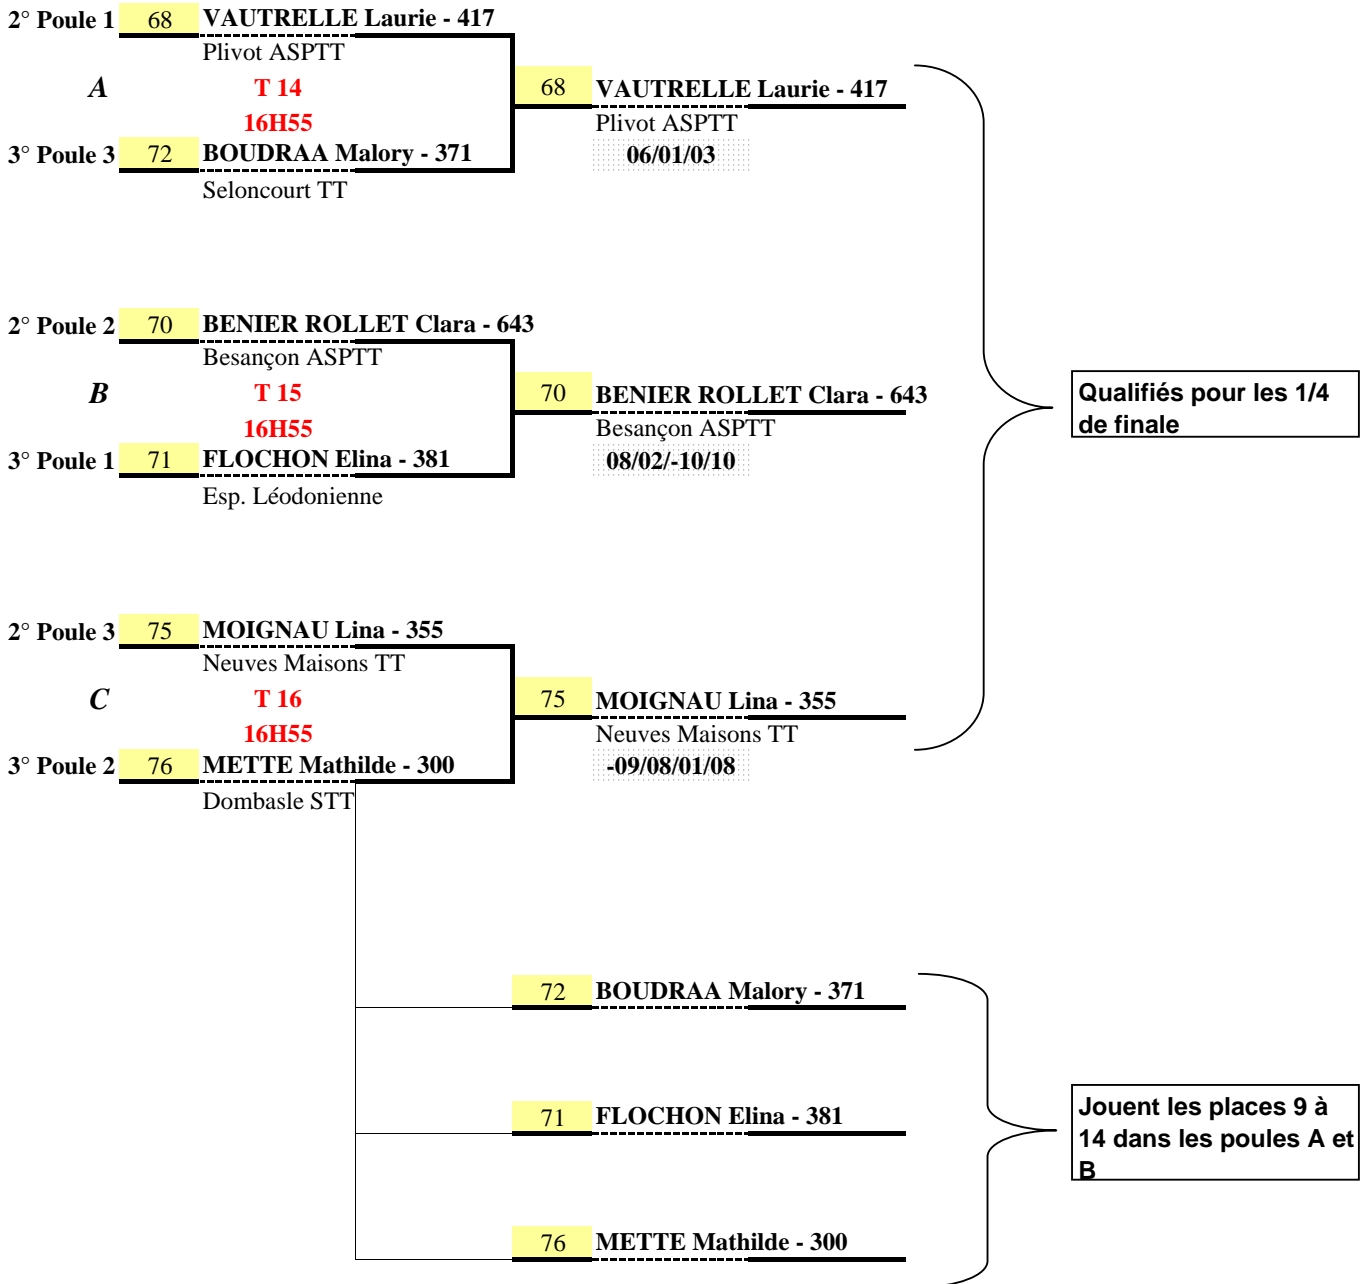 2° Poule 1 68 VAUTRELLE Laurie - 417
Plivot ASPTT
A T 14 68 VAUTRELLE Laurie - 417
16H55 Plivot ASPTT
3° Poule 3 72 BOUDRAA Malory - 371 06/01/03
Seloncourt TT
2° Poule 2 70 BENIER ROLLET Clara - 643
Besançon ASPTT
B T 15 70 BENIER ROLLET Clara - 643
16H55 Besançon ASPTT
3° Poule 1 71 FLOCHON Elina - 381 08/02/-10/10
Esp. Léodonienne
Qualifiés pour les 1/4
de finale
2° Poule 3 75 MOIGNAU Lina - 355
Neuves Maisons TT
C T 16 75 MOIGNAU Lina - 355
16H55 Neuves Maisons TT
3° Poule 2 76 METTE Mathilde - 300 -09/08/01/08
Dombasle STT
72 BOUDRAA Malory - 371
71 FLOCHON Elina - 381
76 METTE Mathilde - 300
Jouent les places 9 à
14 dans les poules A et
B